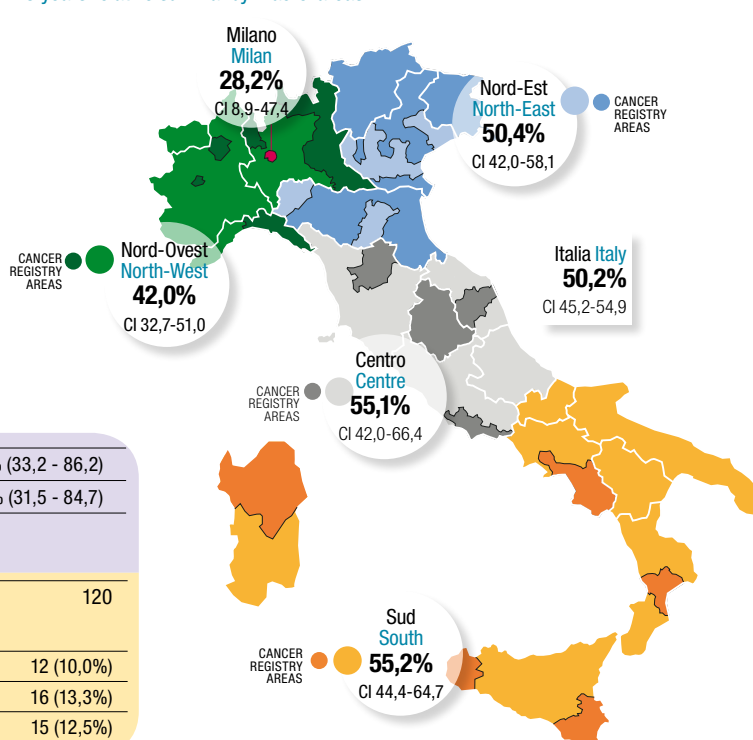 Milano
Milan
28,2%
CI 8,9-47,4
Nord-Est
North-East
50,4%
CI 42,0-58,1
CANCER
REGISTRY
AREAS
CANCER
REGISTRY
AREAS
Nord-Ovest
North-West
42,0%
CI 32,7-51,0
Italia Italy
50,2%
CI 45,2-54,9
CANCER
REGISTRY
AREAS
Centro
Centre
55,1%
CI 42,0-66,4
(33,2 - 86,2)
(31,5 - 84,7)
120
12 (10,0%)
16 (13,3%)
15 (12,5%)
CANCER
REGISTRY
AREAS
Sud
South
55,2%
CI 44,4-64,7